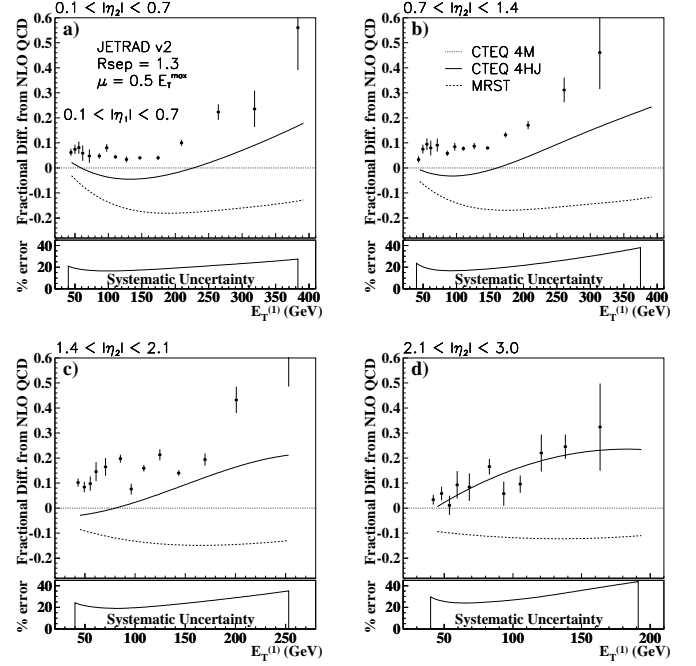 0.1 < |η₂| < 0.7
0.6
0.5
0.4
0.3
0.2
0.1
0
-0.1
-0.2
Fractional Diff. from NLO QCD
a)
JETRAD v2
Rsep = 1.3
μ = 0.5 E_T^max
0.1 < |η₁| < 0.7
40
20
0
% error
Systematic Uncertainty
50 100 150 200 250 300 350 400
E_T^(1) (GeV)
0.7 < |η₂| < 1.4
0.6
0.5
0.4
0.3
0.2
0.1
0
-0.1
-0.2
Fractional Diff. from NLO QCD
b)
CTEQ 4M
CTEQ 4HJ
MRST
40
20
0
% error
Systematic Uncertainty
50 100 150 200 250 300 350 400
E_T^(1) (GeV)
1.4 < |η₂| < 2.1
0.6
0.5
0.4
0.3
0.2
0.1
0
-0.1
-0.2
Fractional Diff. from NLO QCD
c)
40
20
0
% error
Systematic Uncertainty
50 100 150 200 250
E_T^(1) (GeV)
2.1 < |η₂| < 3.0
0.6
0.5
0.4
0.3
0.2
0.1
0
-0.1
-0.2
Fractional Diff. from NLO QCD
d)
40
20
0
% error
Systematic Uncertainty
25 50 75 100 125 150 175 200
E_T^(1) (GeV)